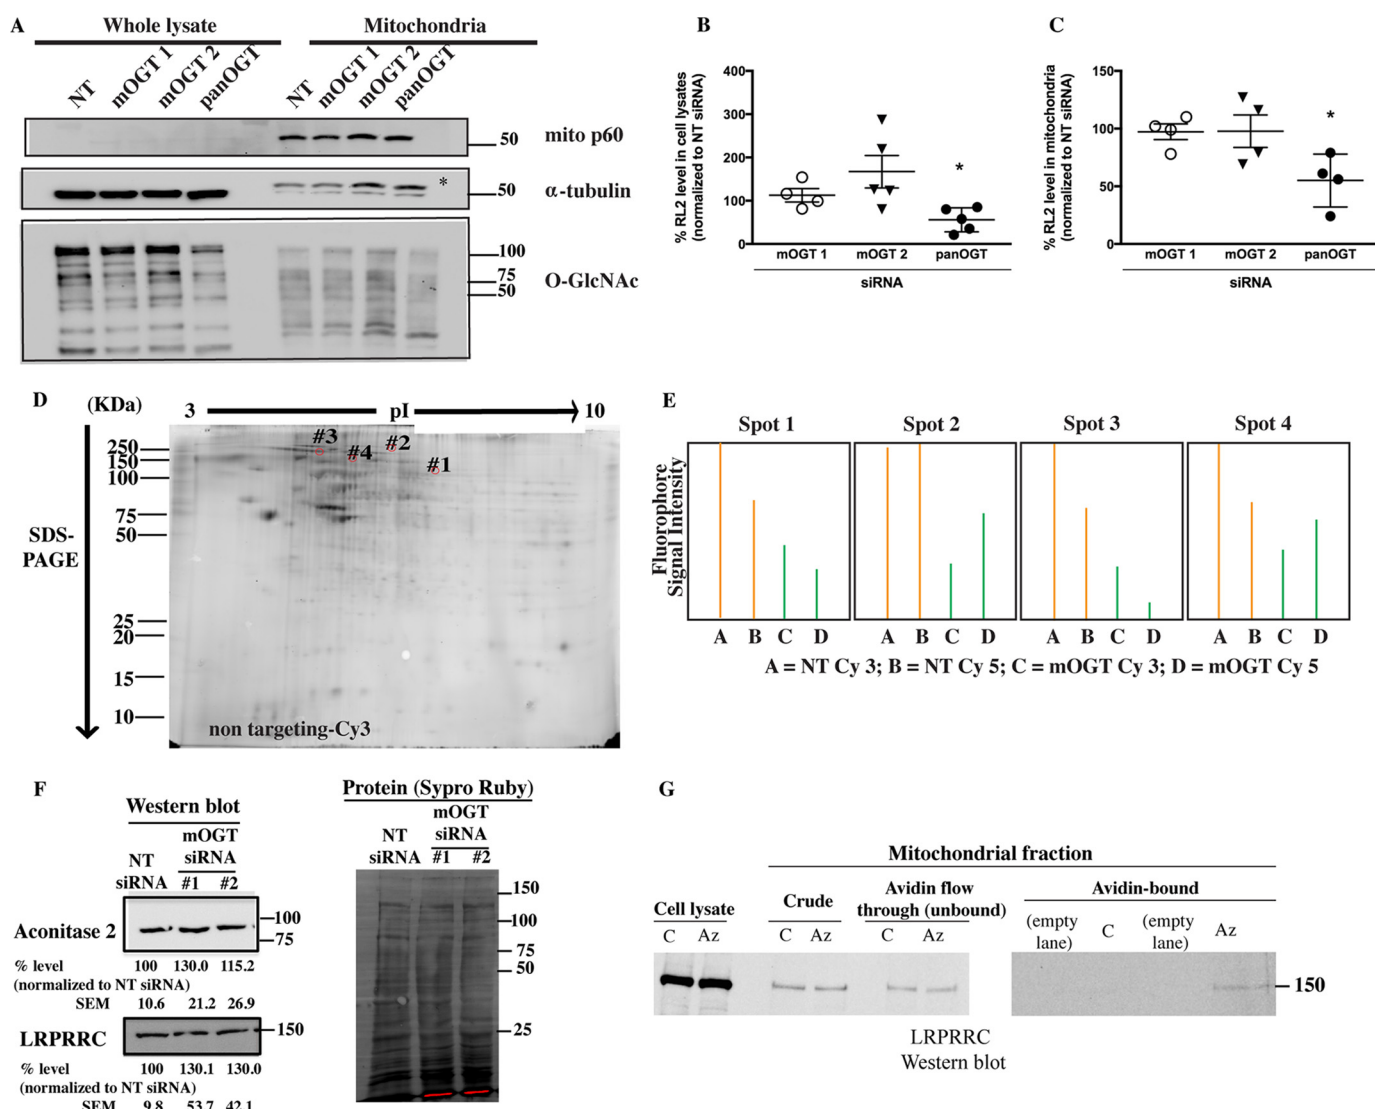 A
Whole lysate
Mitochondria
NT
mOGT 1
mOGT 2
panOGT
NT
mOGT 1
mOGT 2
panOGT
50
mito p60
*
50
α-tubulin
100
75
50
O-GlcNAc
B
% RL2 level in cell lysates
(normalized to NT siRNA)
400
300
200
100
0
*
mOGT 1
mOGT 2
panOGT
siRNA
C
% RL2 level in mitochondria
(normalized to NT siRNA)
150
100
50
0
*
mOGT 1
mOGT 2
panOGT
siRNA
D
(KDa)
3
pI
10
250
150
100
75
50
25
20
15
10
SDS-
PAGE
#3
#4
#2
#1
non targeting-Cy3
E
Spot 1
Spot 2
Spot 3
Spot 4
Fluorophore
Signal Intensity
A B C D
A B C D
A B C D
A B C D
A = NT Cy 3; B = NT Cy 5; C = mOGT Cy 3; D = mOGT Cy 5
F
Western blot
mOGT
siRNA
NT
siRNA
#1 #2
Aconitase 2
100
75
% level 100 130.0 115.2
(normalized to NT siRNA)
SEM 10.6 21.2 26.9
LRPRRC
150
% level 100 130.1 130.0
(normalized to NT siRNA)
SEM 9.8 53.7 42.1
Protein (Sypro Ruby)
mOGT
siRNA
NT
siRNA
#1 #2
150
100
75
50
25
G
Mitochondrial fraction
Cell lysate
C Az
Crude
C Az
Avidin flow
through (unbound)
C Az
Avidin-bound
(empty
lane)
C
(empty
lane)
Az
150
LRPRRC
Western blot